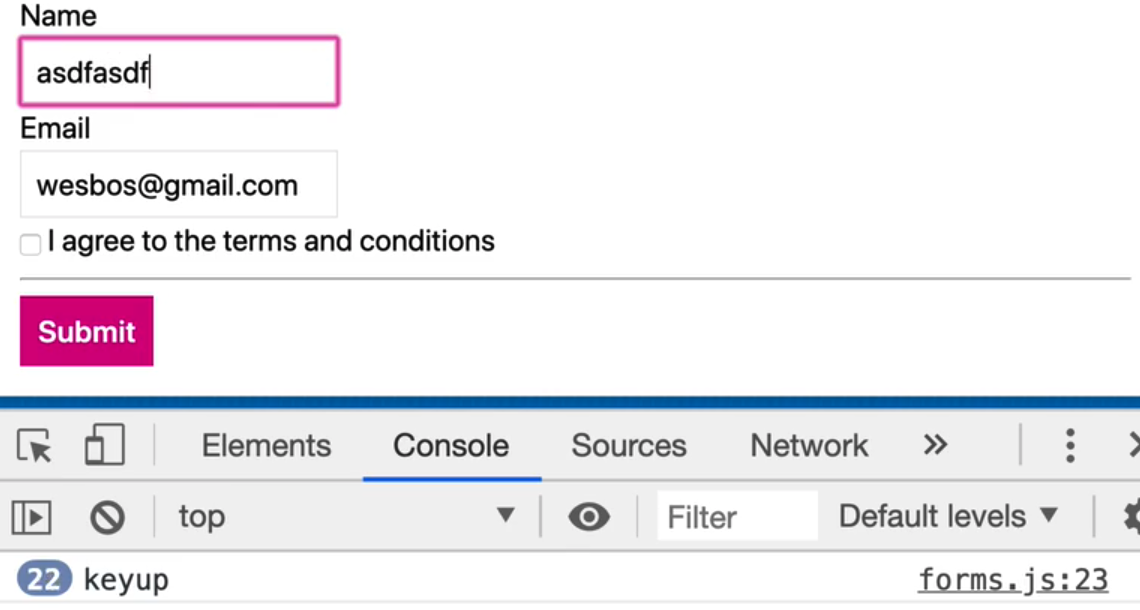 Name
asdfasdf
Email
wesbos@gmail.com
I agree to the terms and conditions
Submit
Elements Console Sources Network
top Filter Default levels
22 keyup forms.js:23